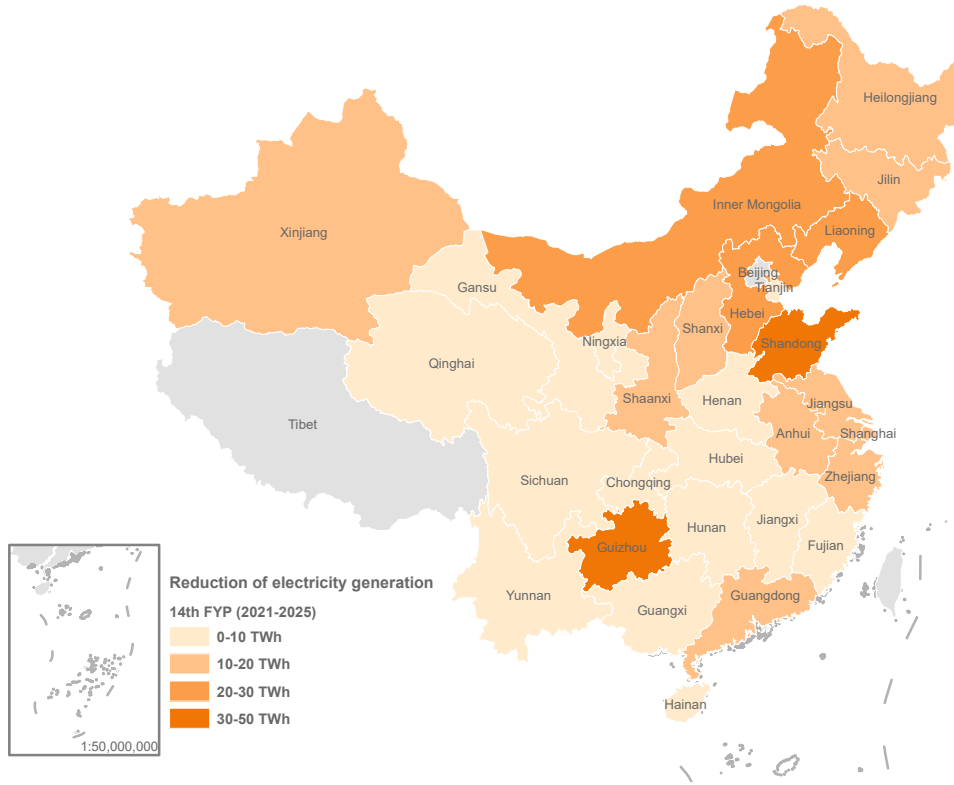 Heilongjiang
Jilin
Inner Mongolia
Liaoning
Xinjiang
Beijing
Tianjin
Gansu
Hebei
Shanxi
Shandong
Ningxia
Qinghai
Shaanxi
Henan
Jiangsu
Tibet
Anhui
Shanghai
Hubei
Zhejiang
Sichuan
Chongqing
Jiangxi
Hunan
Guizhou
Fujian
Yunnan
Guangdong
Guangxi
Hainan
Reduction of electricity generation
14th FYP (2021-2025)
0-10 TWh
10-20 TWh
20-30 TWh
30-50 TWh
1:50,000,000